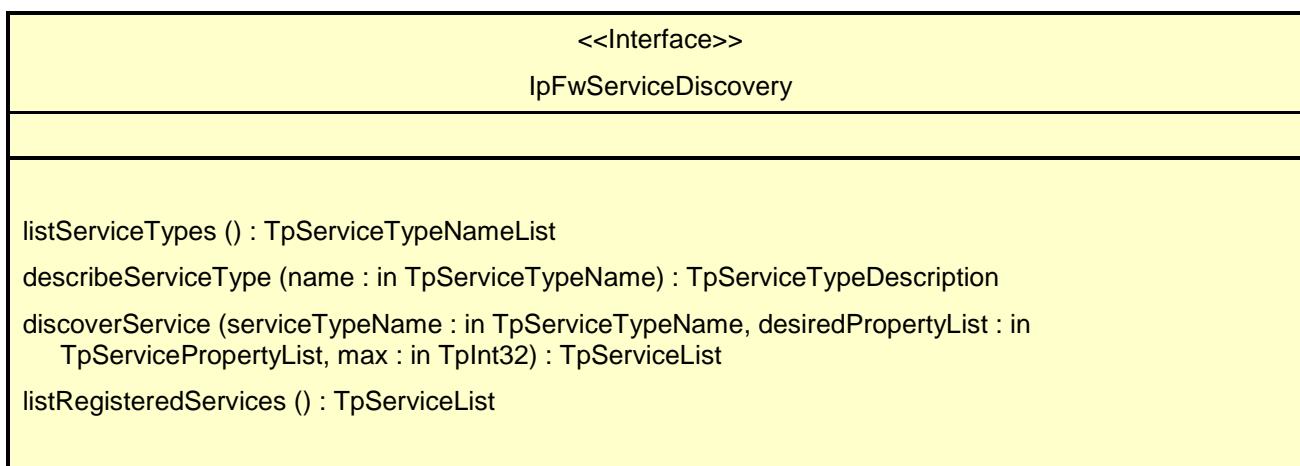 <<Interface>>
IpFwServiceDiscovery
listServiceTypes () : TpServiceTypeNameList
describeServiceType (name : in TpServiceTypeName) : TpServiceTypeDescription
discoverService (serviceTypeName : in TpServiceTypeName, desiredPropertyList : in
TpServicePropertyList, max : in TpInt32) : TpServiceList
listRegisteredServices () : TpServiceList